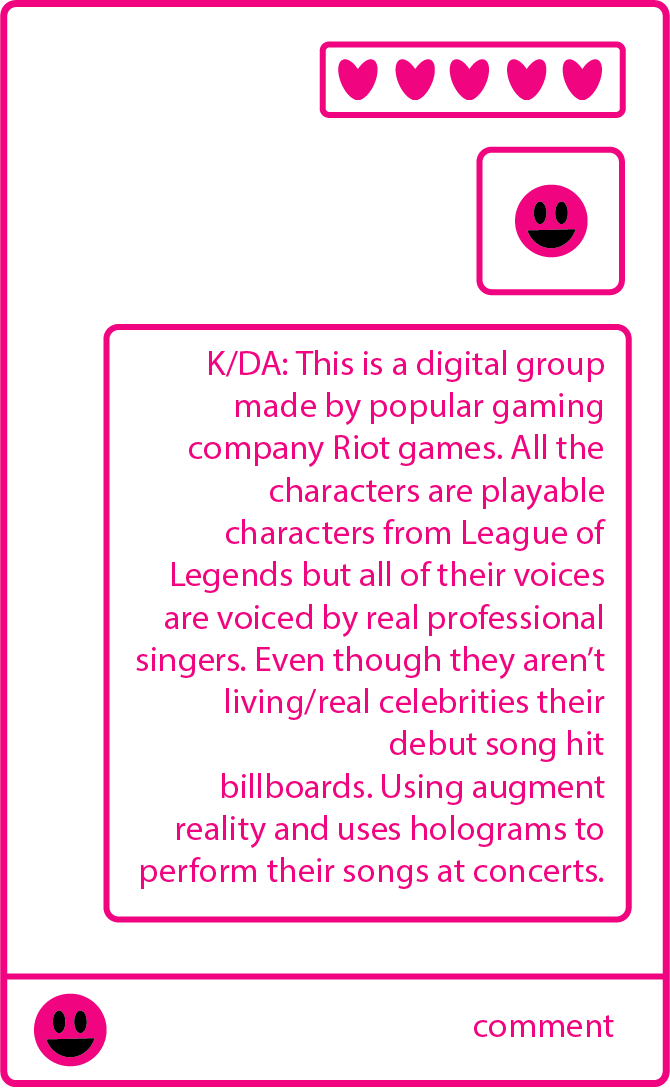 K/DA: This is a digital group
made by popular gaming
company Riot games. All the
characters are playable
characters from League of
Legends but all of their voices
are voiced by real professional
singers. Even though they aren’t
living/real celebrities their
debut song hit
billboards. Using augment
reality and uses holograms to
perform their songs at concerts.
comment